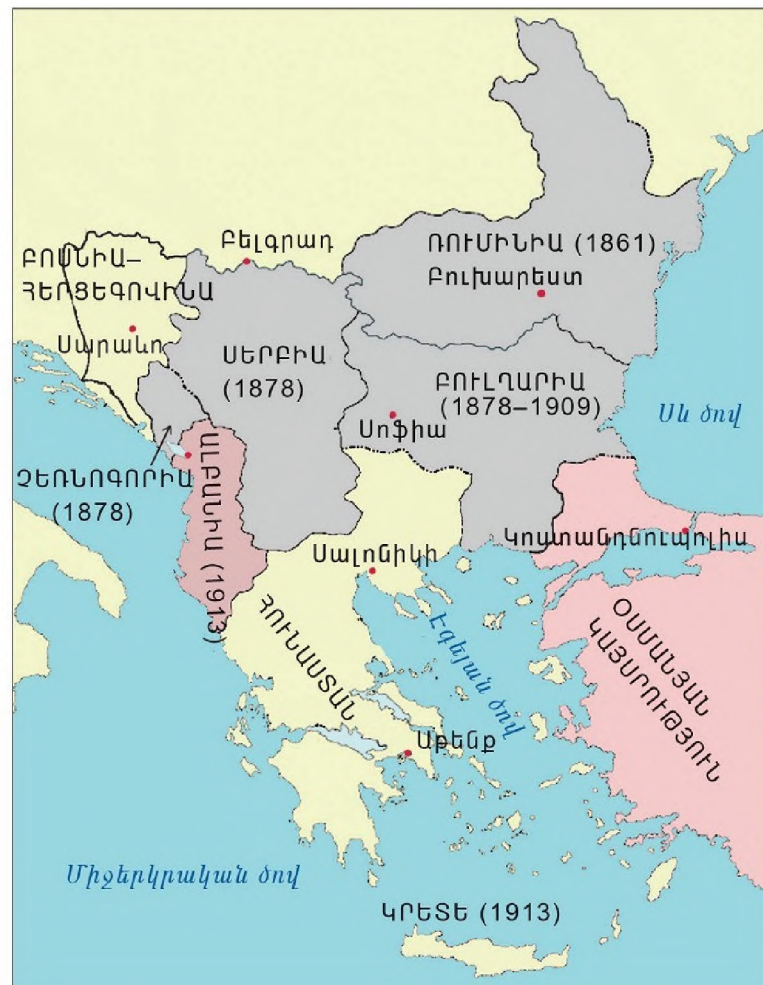 Բելգրադ
ՌՈՒՄԻՆԻԱ (1861)
Բուխարեստ
ԲՈՍՆԻԱ–
ՀԵՐՑԵԳՈՎԻՆԱ
Սարաևո
ՍԵՐԲԻԱ
(1878)
ԲՈՒԼՂԱՐԻԱ
(1878–1909)
Սոֆիա
Սև ծով
ՉԵՌՆՈԳՈՐԻԱ
(1878)
ԱԼԲԱՆԻԱ (1913)
Սալոնիկի
Կոստանդնուպոլիս
ՀՈՒՆԱՍՏԱՆ
Էգեյան ծով
ՕՍՄԱՆՅԱՆ
ԿԱՅՍՐՈՒԹՅՈՒՆ
Աթենք
Միջերկրական ծով
ԿՐԵՏԵ (1913)